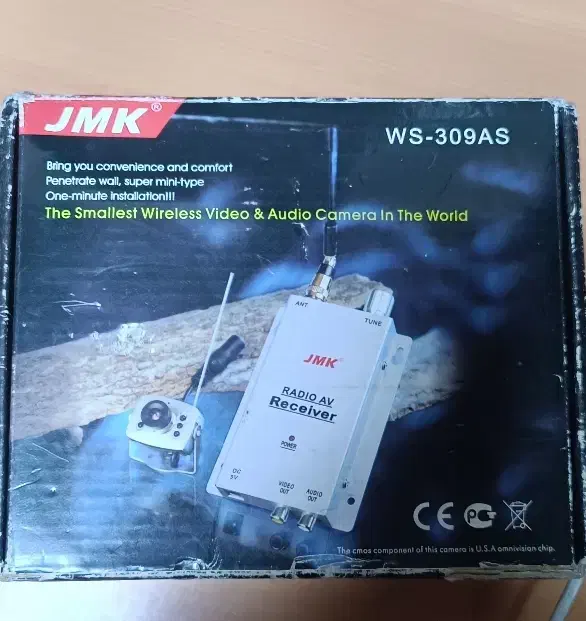 JMK®
WS-309AS
Bring you convenience and comfort
Penetrate wall, super mini-type
One-minute installation!!!
The Smallest Wireless Video & Audio Camera In The World
ANT
TUNE
JMK
RADIO AV
Receiver
POWER
DC
5V
VIDEO
OUT
AUDIO
OUT
CE
The cmos component of this camera is U.S.A omnivision chip.